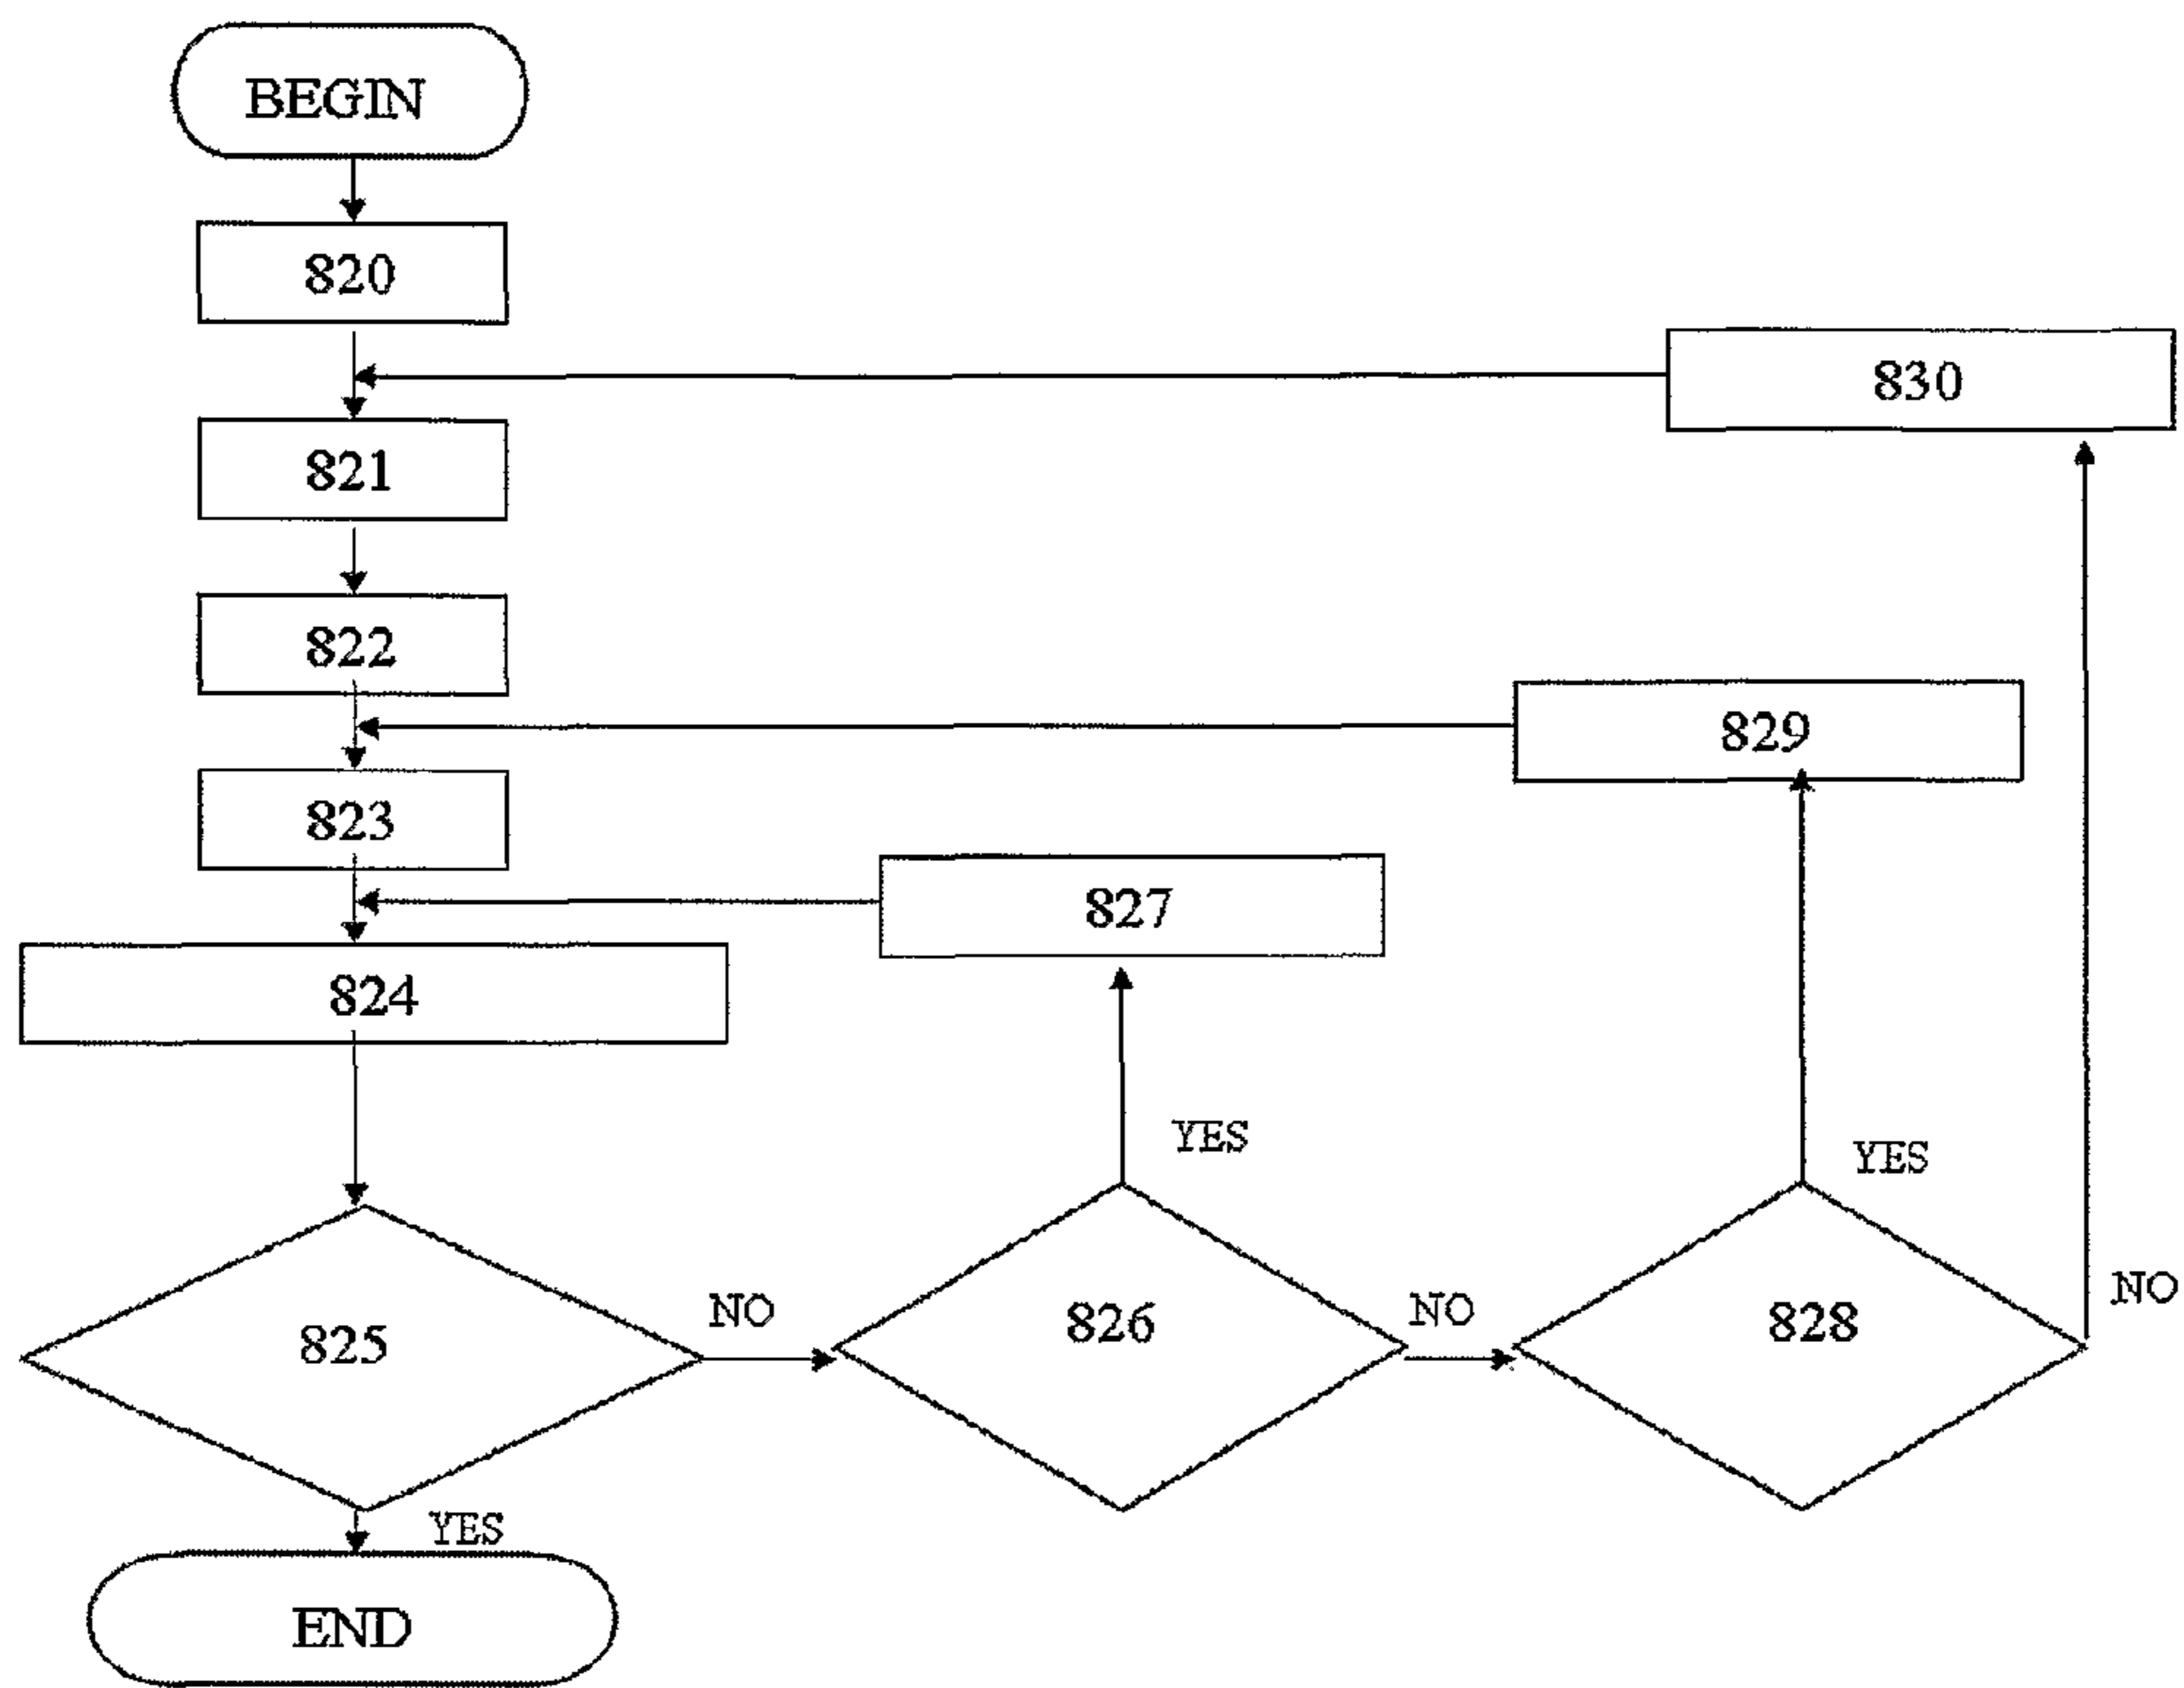 BEGIN
820
830
821
822
829
823
827
824
YES
YES
NO
NO
NO
825
826
828
YES
END